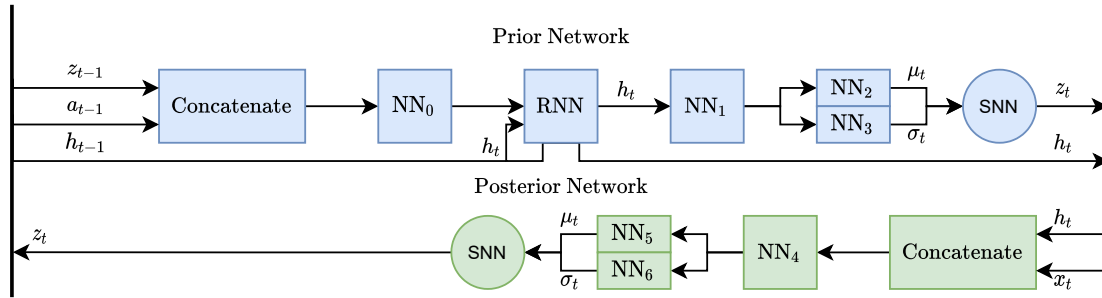 Prior Network
z_{t−1}
a_{t−1}
h_{t−1}
Concatenate
NN_0
h_t
RNN
h_t
NN_1
NN_2
NN_3
μ_t
σ_t
SNN
z_t
h_t
Posterior Network
z_t
SNN
μ_t
σ_t
NN_5
NN_6
NN_4
Concatenate
h_t
x_t